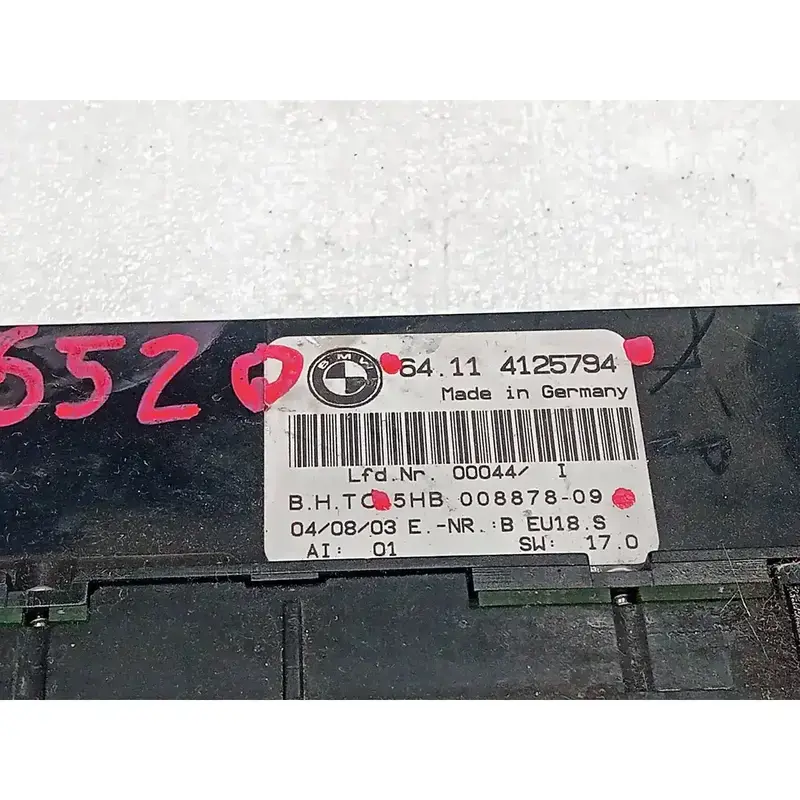 5520
BMW
64.11 4125794
Made in Germany
Lfd.Nr. 00044/ I
B.H.TC 5HB 008878-09
04/08/03 E.-NR.:B EU18.S
AI: 01 SW: 17.0